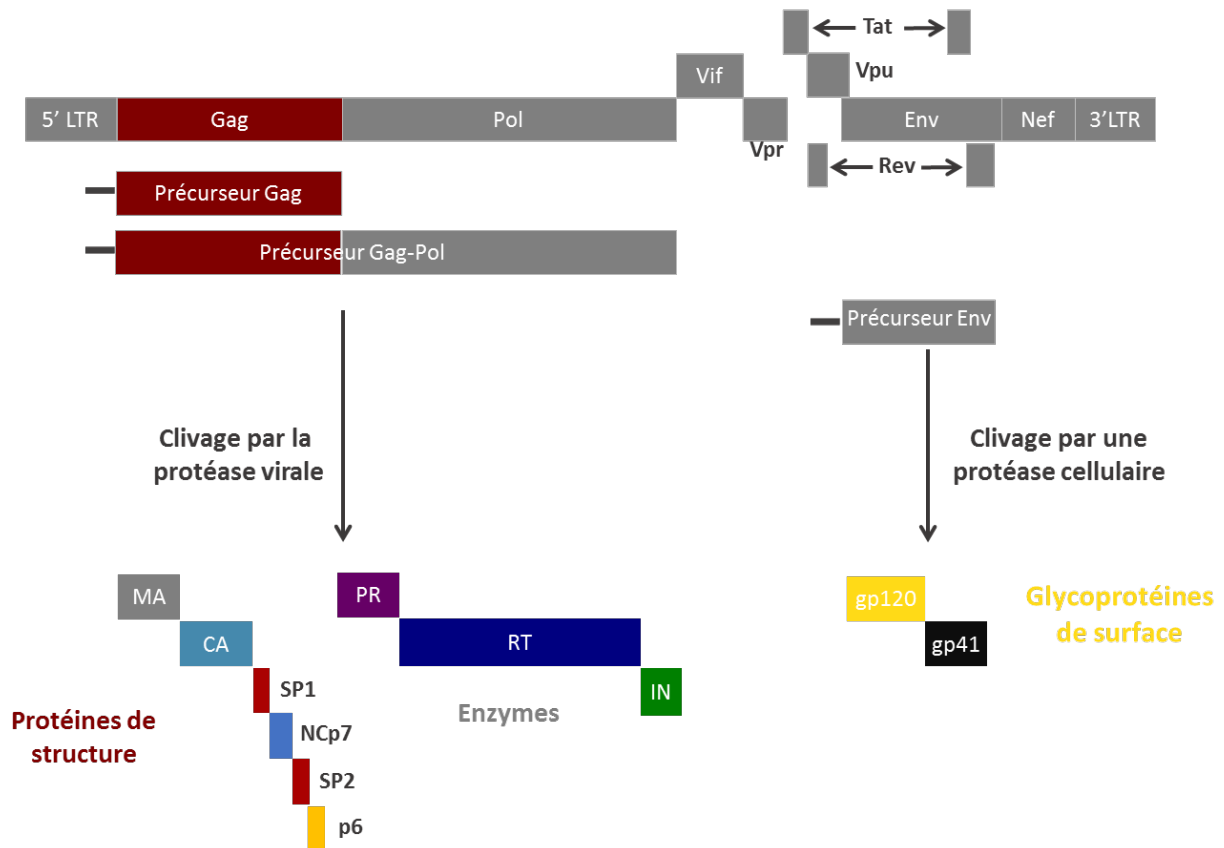 Tat
Vpu
Vif
5' LTR
Gag
Pol
Env
Nef
3'LTR
Vpr
Rev
Précurseur Gag
Précurseur Gag-Pol
Précurseur Env
Clivage par la
protéase virale
Clivage par une
protéase cellulaire
MA
PR
gp120
Glycoprotéines
de surface
CA
RT
gp41
SP1
IN
Enzymes
Protéines de
structure
NCp7
SP2
p6